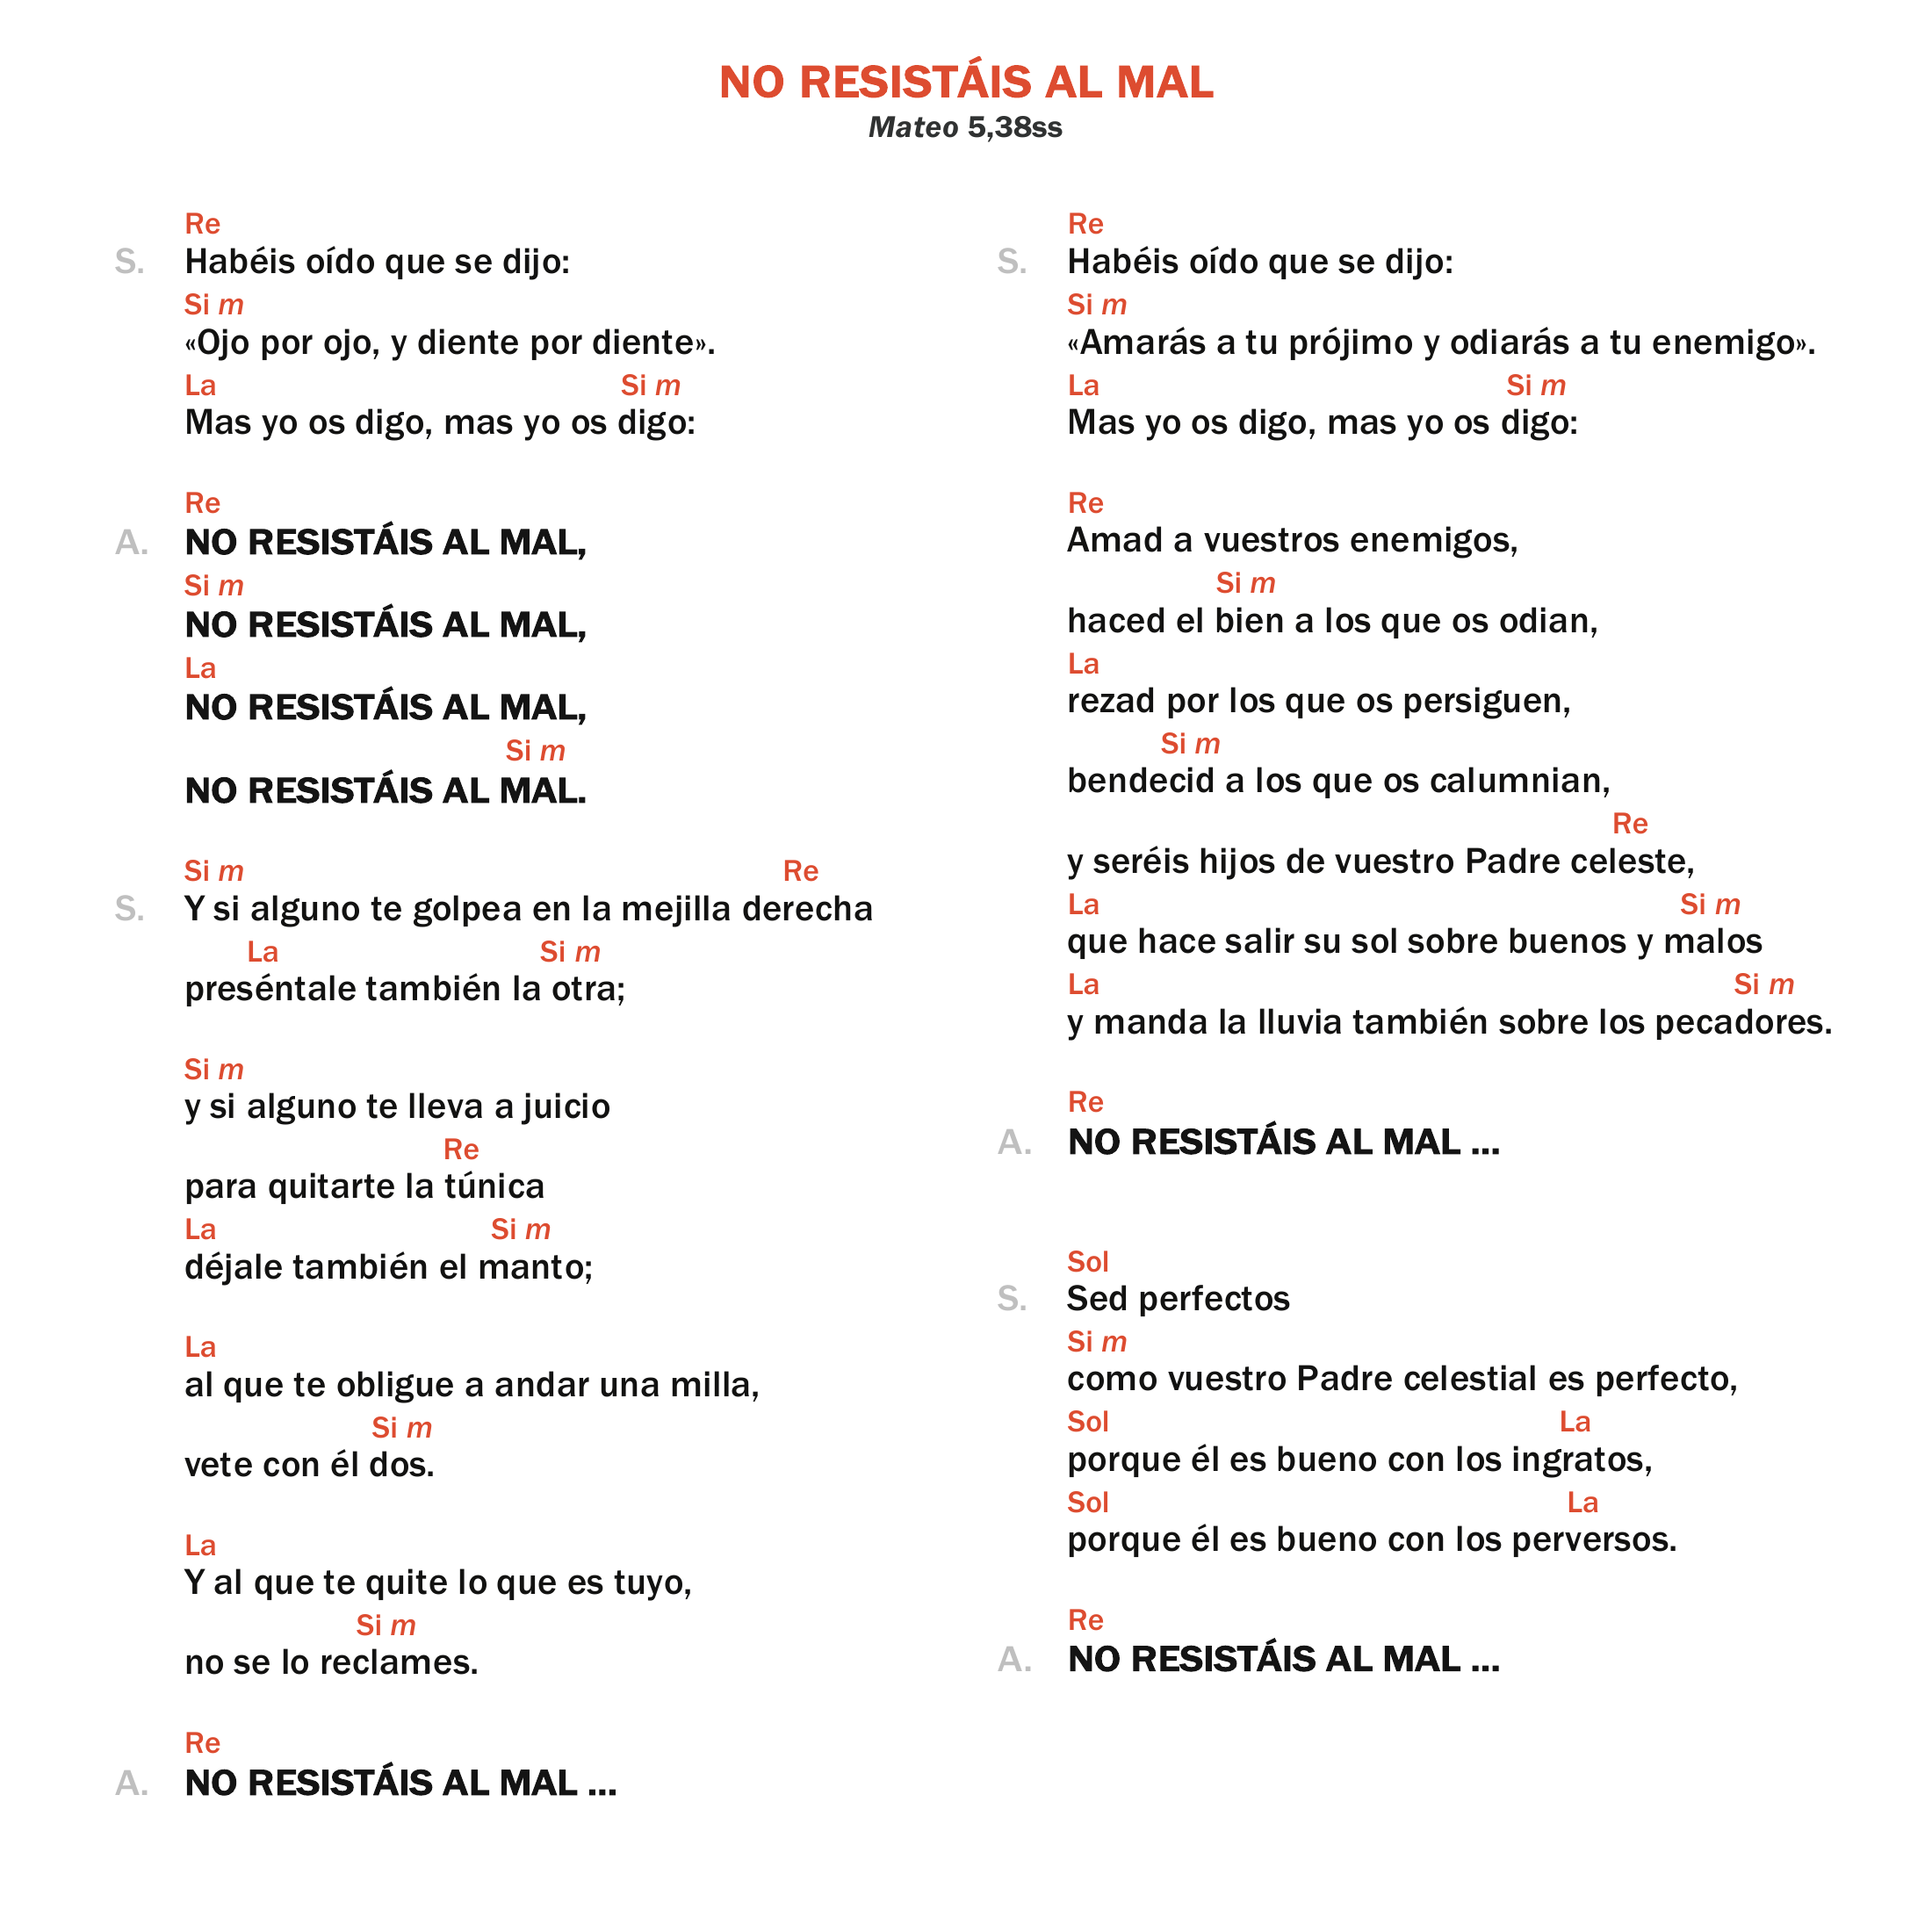 NO RESISTÁIS AL MAL
Mateo 5,38ss
Re
S. Habéis oído que se dijo:
Si m
«Ojo por ojo, y diente por diente».
La Si m
Mas yo os digo, mas yo os digo:
Re
A. NO RESISTÁIS AL MAL,
Si m
NO RESISTÁIS AL MAL,
La
NO RESISTÁIS AL MAL,
Si m
NO RESISTÁIS AL MAL.
Si m Re
S. Y si alguno te golpea en la mejilla derecha
La Si m
preséntale también la otra;
Si m
y si alguno te lleva a juicio
Re
para quitarte la túnica
La Si m
déjale también el manto;
La
al que te obligue a andar una milla,
Si m
vete con él dos.
La
Y al que te quite lo que es tuyo,
Si m
no se lo reclames.
Re
A. NO RESISTÁIS AL MAL ...
Re
S. Habéis oído que se dijo:
Si m
«Amarás a tu prójimo y odiarás a tu enemigo».
La Si m
Mas yo os digo, mas yo os digo:
Re
Amad a vuestros enemigos,
Si m
haced el bien a los que os odian,
La
rezad por los que os persiguen,
Si m
bendecid a los que os calumnian,
Re
y seréis hijos de vuestro Padre celeste,
La Si m
que hace salir su sol sobre buenos y malos
La Si m
y manda la lluvia también sobre los pecadores.
Re
A. NO RESISTÁIS AL MAL ...
Sol
S. Sed perfectos
Si m
como vuestro Padre celestial es perfecto,
Sol La
porque él es bueno con los ingratos,
Sol La
porque él es bueno con los perversos.
Re
A. NO RESISTÁIS AL MAL ...